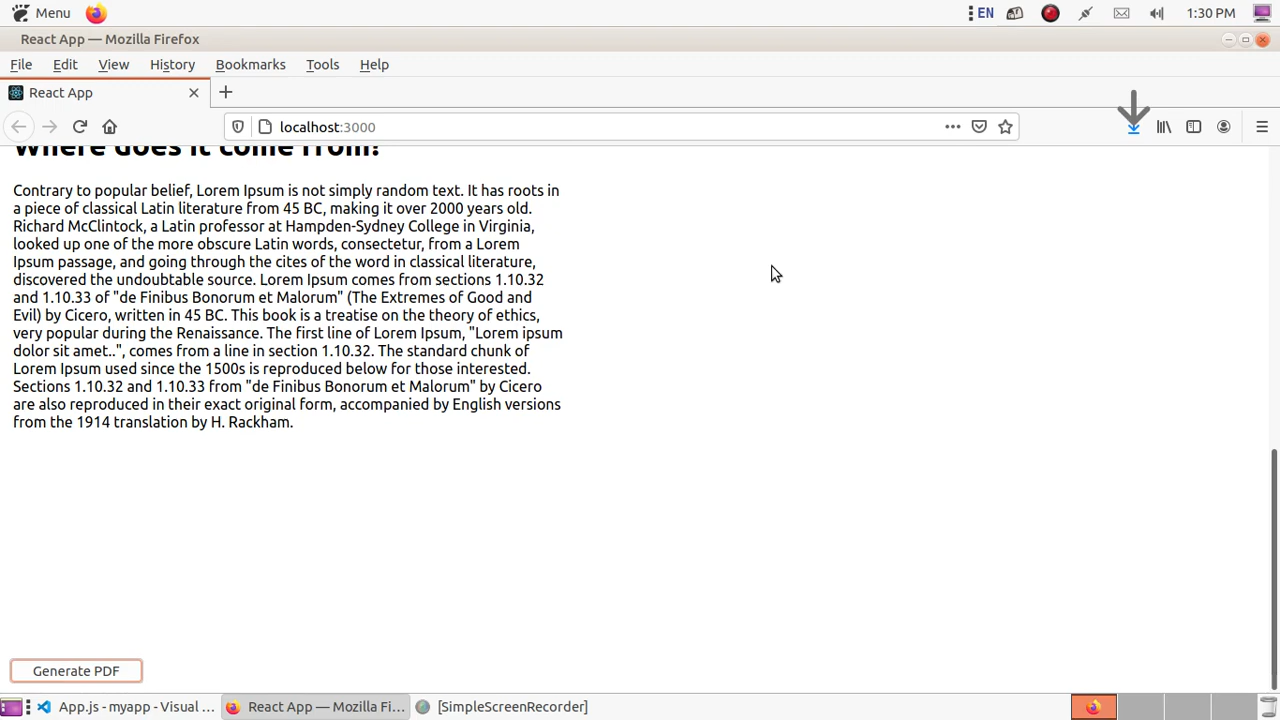 Menu
EN
1:30 PM
React App — Mozilla Firefox
File Edit View History Bookmarks Tools Help
React App
localhost:3000
Where does it come from?
Contrary to popular belief, Lorem Ipsum is not simply random text. It has roots in
a piece of classical Latin literature from 45 BC, making it over 2000 years old.
Richard McClintock, a Latin professor at Hampden-Sydney College in Virginia,
looked up one of the more obscure Latin words, consectetur, from a Lorem
Ipsum passage, and going through the cites of the word in classical literature,
discovered the undoubtable source. Lorem Ipsum comes from sections 1.10.32
and 1.10.33 of "de Finibus Bonorum et Malorum" (The Extremes of Good and
Evil) by Cicero, written in 45 BC. This book is a treatise on the theory of ethics,
very popular during the Renaissance. The first line of Lorem Ipsum, "Lorem ipsum
dolor sit amet..", comes from a line in section 1.10.32. The standard chunk of
Lorem Ipsum used since the 1500s is reproduced below for those interested.
Sections 1.10.32 and 1.10.33 from "de Finibus Bonorum et Malorum" by Cicero
are also reproduced in their exact original form, accompanied by English versions
from the 1914 translation by H. Rackham.
Generate PDF
App.js - myapp - Visual ...
React App — Mozilla Fi...
[SimpleScreenRecorder]